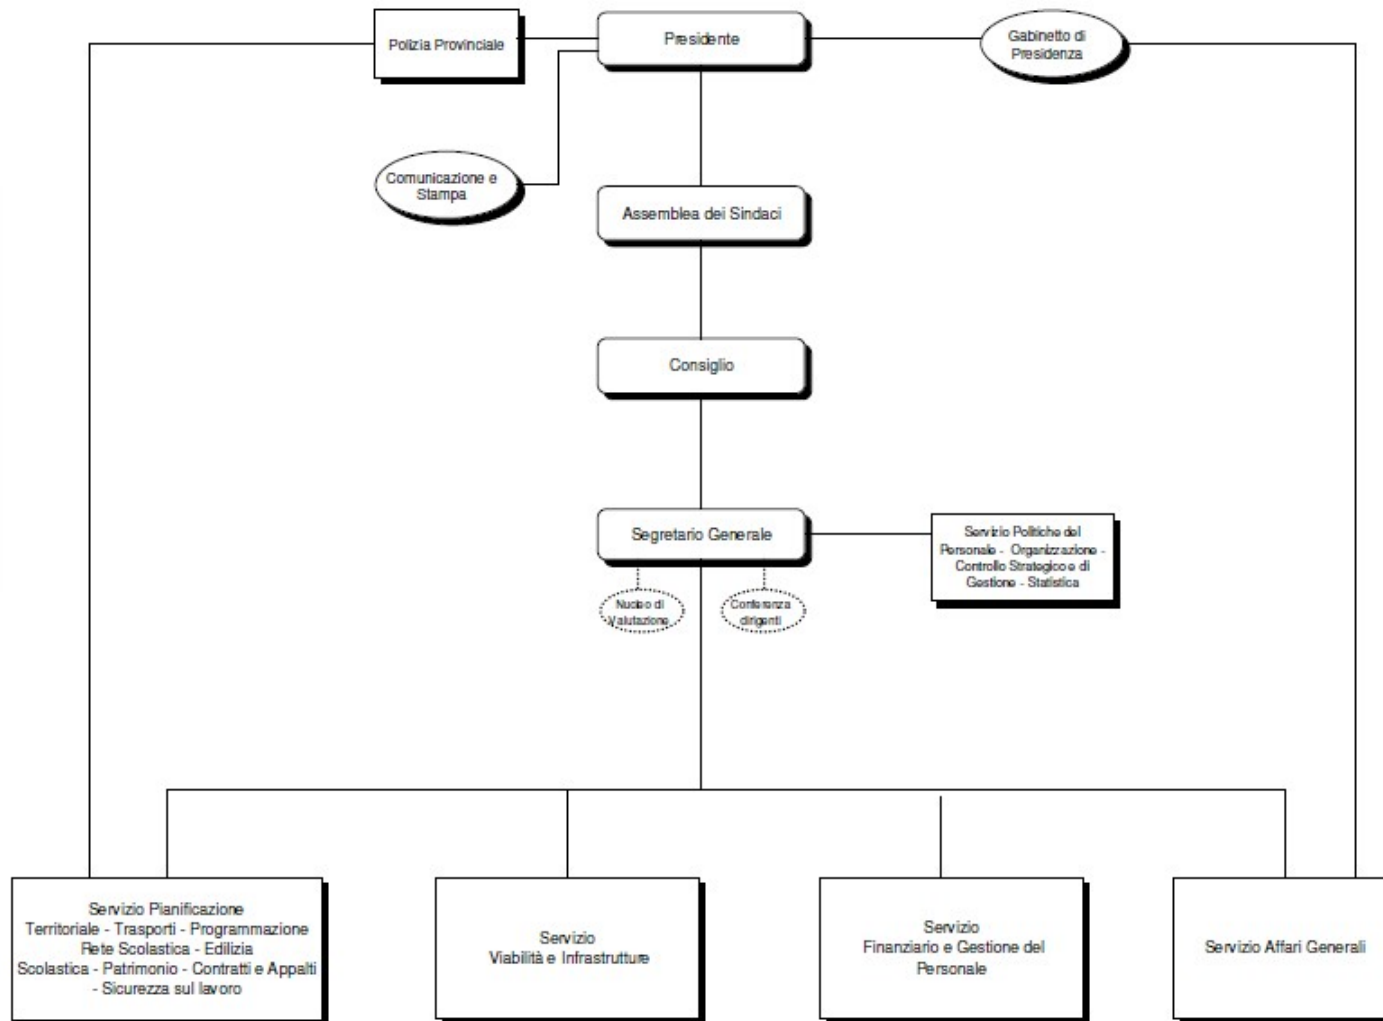 Polizia Provinciale
Presidente
Gabinetto di
Presidenza
Comunicazione e
Stampa
Assemblea dei Sindaci
Consiglio
Segretario Generale
Servizio Politiche del
Personale - Organizzazione -
Controllo Strategico e di
Gestione - Statistica
Nucleo di
Valutazione
Conferenza
dirigenti
Servizio Pianificazione
Territoriale - Trasporti - Programmazione
Rete Scolastica - Edilizia
Scolastica - Patrimonio - Contratti e Appalti
- Sicurezza sul lavoro
Servizio
Viabilità e Infrastrutture
Servizio
Finanziario e Gestione del
Personale
Servizio Affari Generali